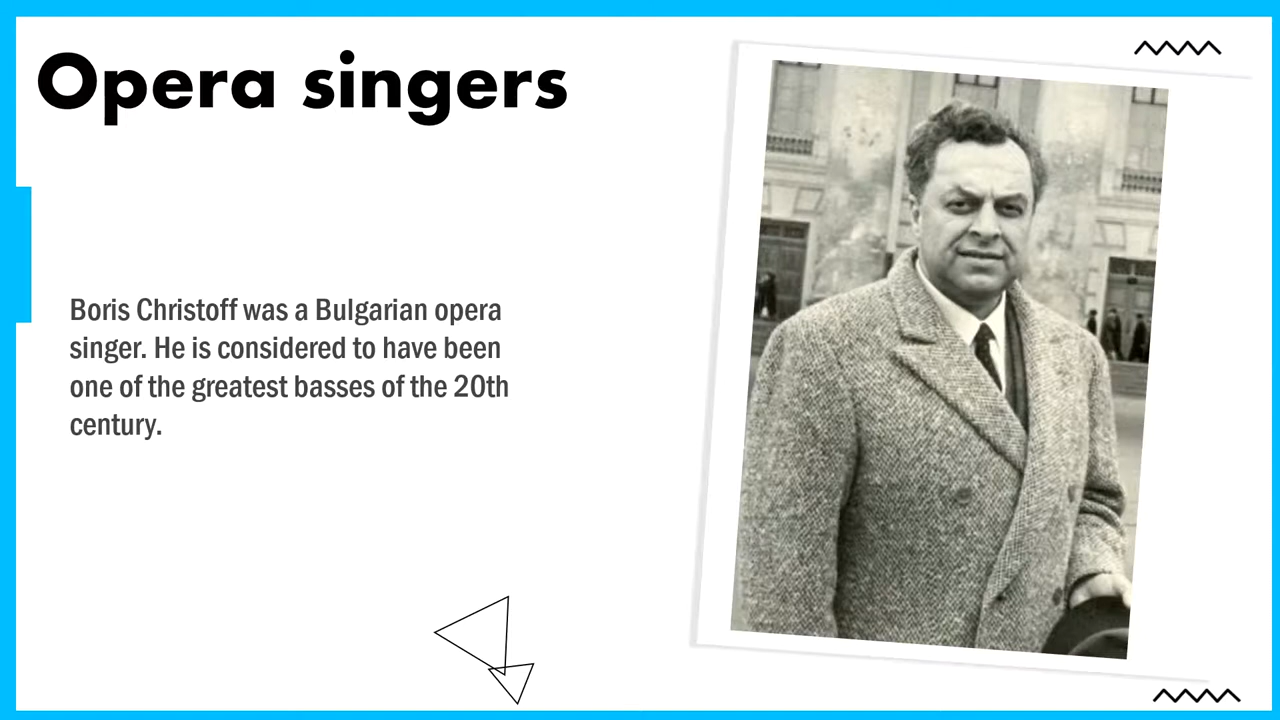 Opera singers
Boris Christoff was a Bulgarian opera
singer. He is considered to have been
one of the greatest basses of the 20th
century.